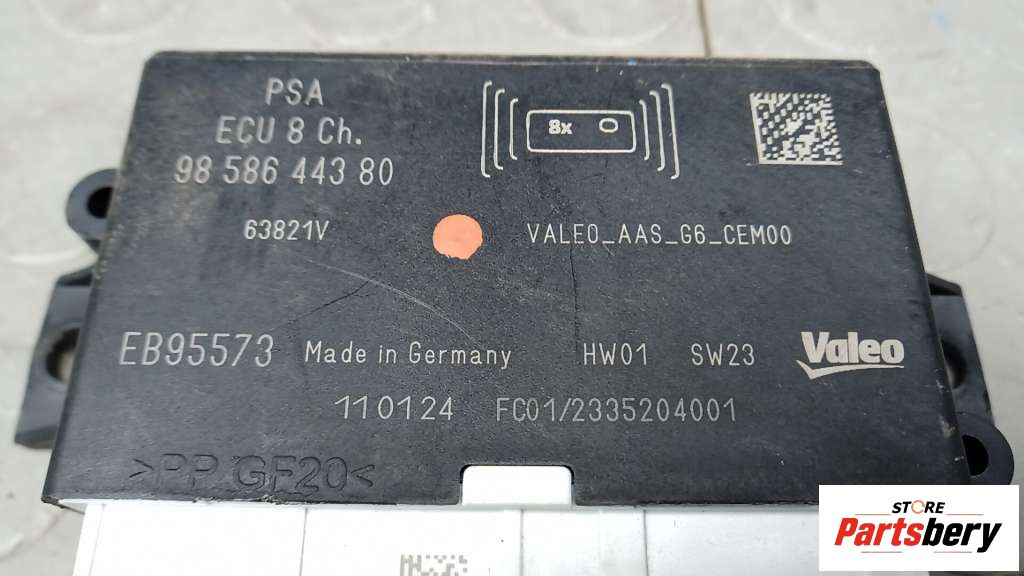 PSA
ECU 8 Ch.
98 586 443 80
8x
63821V
VALEO_AAS_G6_CEM00
EB95573 Made in Germany HW01 SW23 Valeo
110124 FC01/2335204001
>PP GF20<
STORE
Partsbery